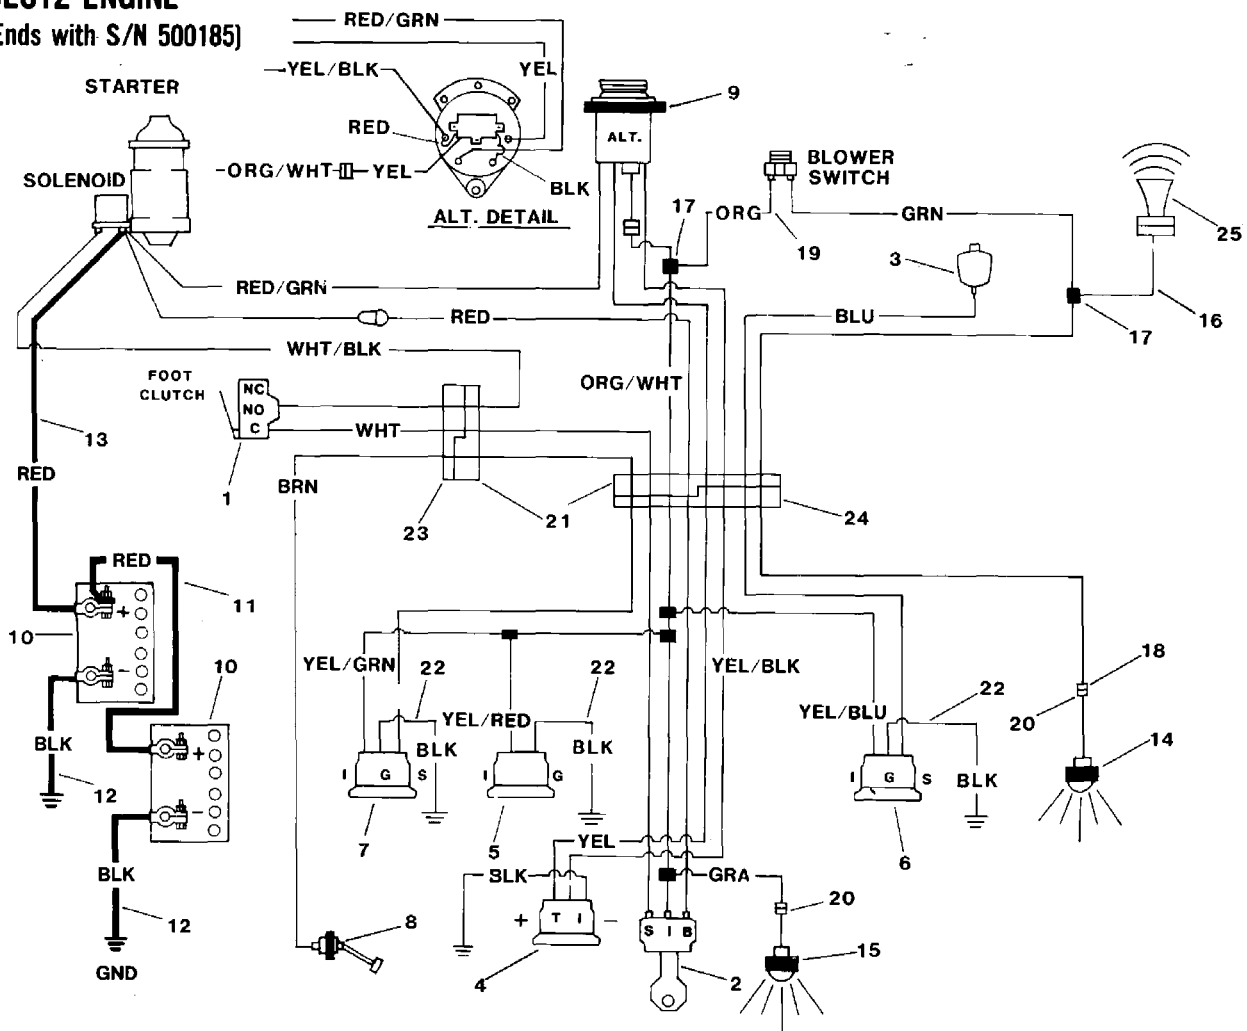 ENGINE
Ends with S/N 500185)
RED/GRN
YEL/BLK
YEL
STARTER
9
RED
ALT.
BLOWER
SWITCH
ORG/WHT
YEL
SOLENOID
BLK
ALT. DETAIL
17
ORG
GRN
25
19
3
RED/GRN
16
RED
BLU
17
WHT/BLK
FOOT
CLUTCH
NC
NO
C
ORG/WHT
13
WHT
RED
1
BRN
23
21
24
RED
11
10
+
-
10
YEL/GRN
22
22
YEL/BLK
18
22
YEL/RED
YEL/BLU
20
BLK
+
BLK
BLK
14
12
I G S
I G
I G S
BLK
-
7
5
YEL
6
BLK
BLK
GRA
20
12
8
+ T I -
S I B
15
GND
4
2